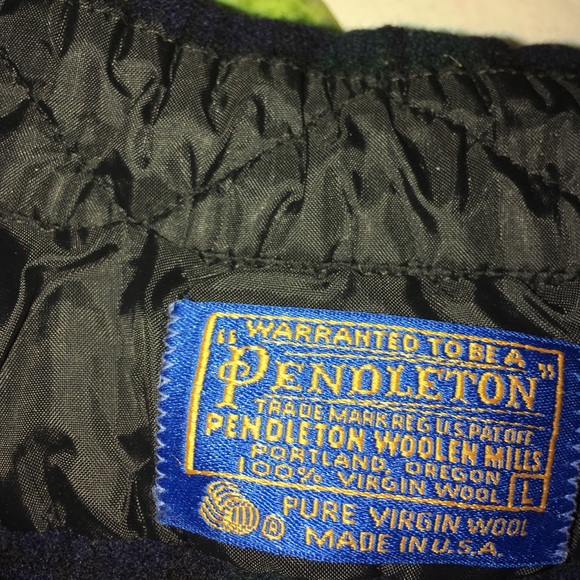 WARRANTED TO BE A
"PENDLETON"
TRADE MARK REG U.S. PAT OFF.
PENDLETON WOOLEN MILLS
PORTLAND, OREGON
100% VIRGIN WOOL L
® PURE VIRGIN WOOL
MADE IN U.S.A.